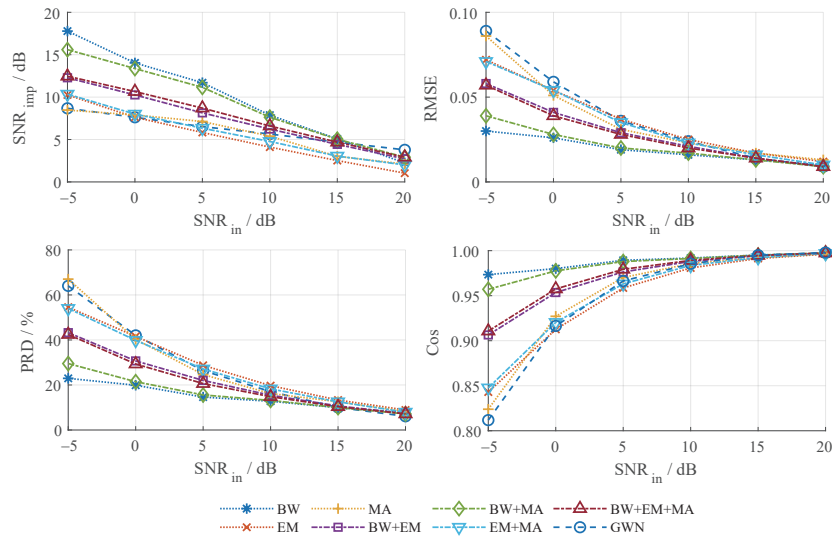 SNR imp / dB
20
15
10
5
0
−5 0 5 10 15 20
SNR in / dB
RMSE
0.10
0.05
0
−5 0 5 10 15 20
SNR in / dB
PRD / %
80
60
40
20
0
−5 0 5 10 15 20
SNR in / dB
Cos
1.00
0.95
0.90
0.85
0.80
−5 0 5 10 15 20
SNR in / dB
BW MA BW+MA BW+EM+MA
EM BW+EM EM+MA GWN